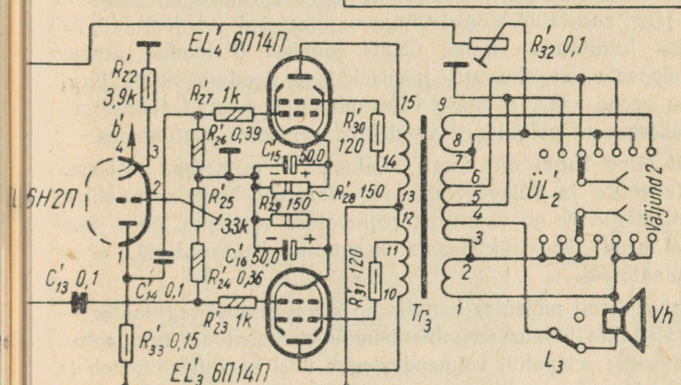 EL'4 6П14П
R'22
3,9k
b'
4
3
R'27 1k
R'26 0,39
C'15 50,0
R'30
120
15
14
13
12
11
10
R'32 0,1
9
8
7
6
5
4
3
2
1
ÜL'2
Väljund 2
6Н2П
2
R'25
33k
R'28 150
R'29 150
C'16 50,0
1
C'13 0,1
C'14 0,1
R'24 0,36
R'23 1k
R'31 120
Tr3
Vh
L3
R'33 0,15
EL'3 6П14П